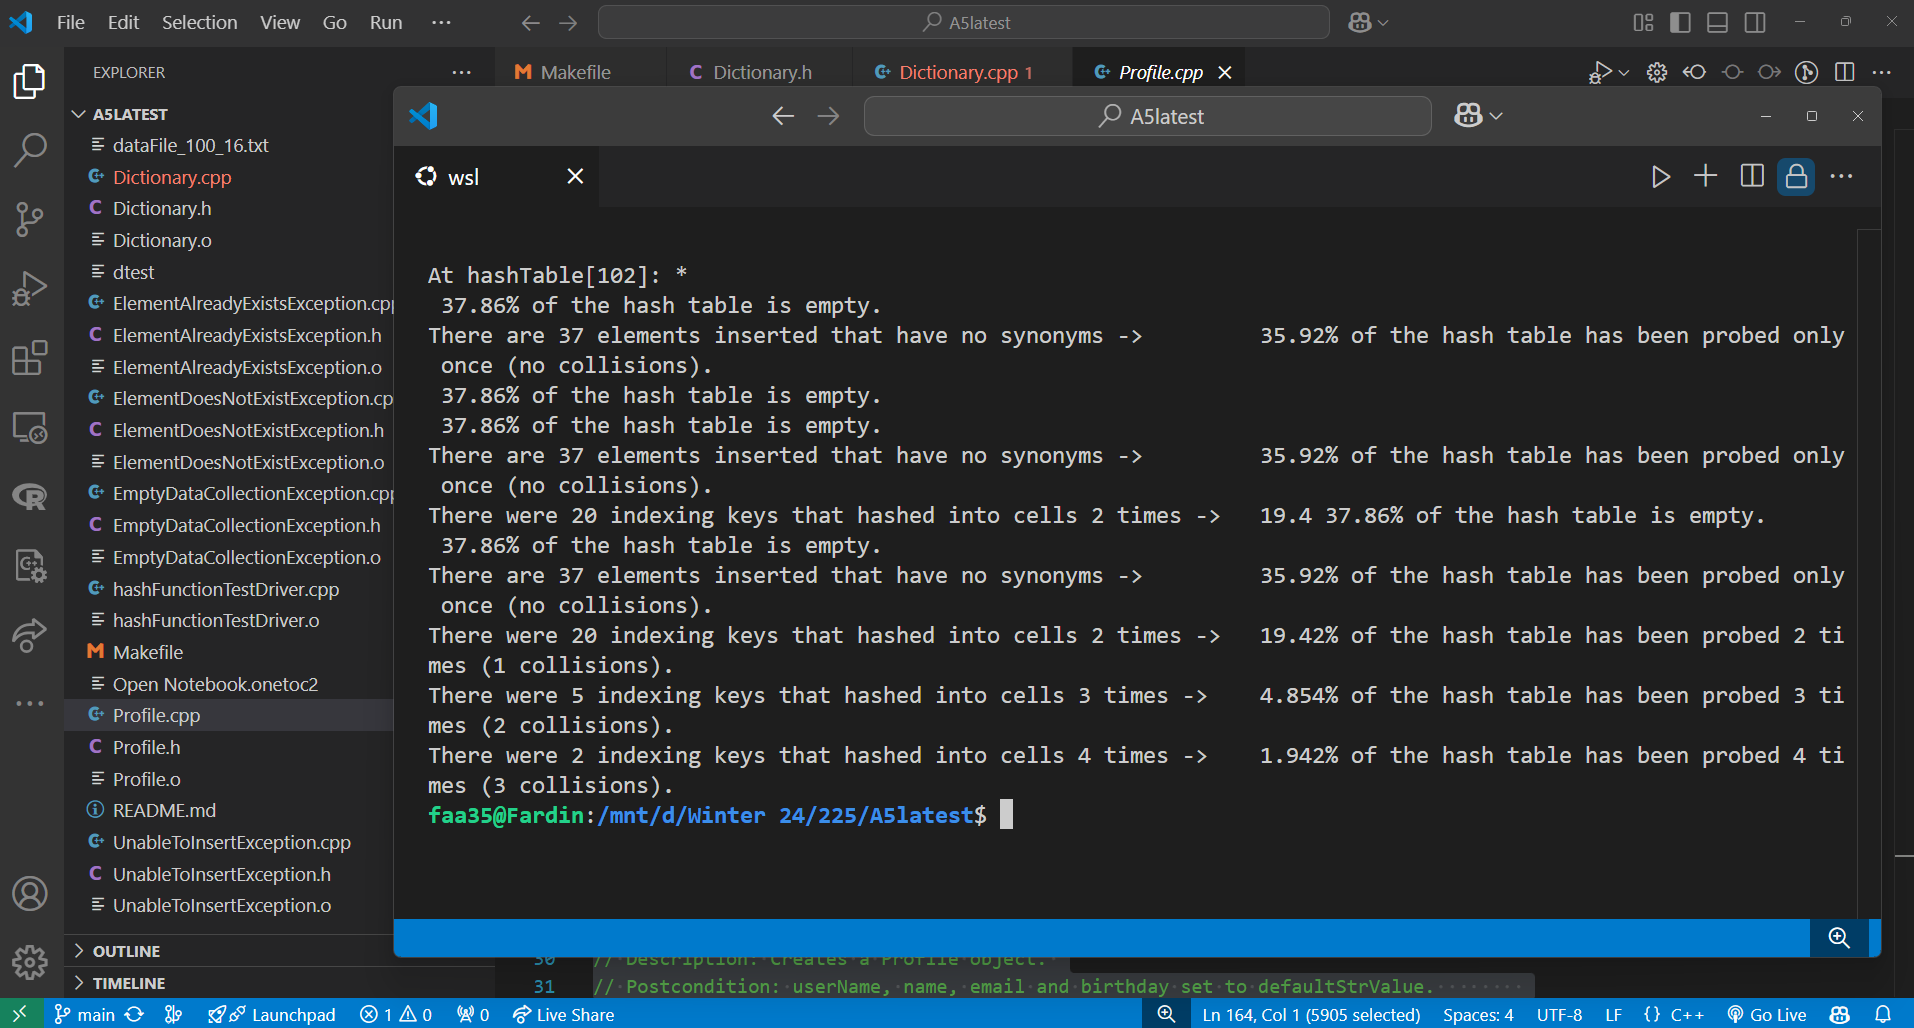 File Edit Selection View Go Run ··· A5latest
EXPLORER ···
Makefile Dictionary.h Dictionary.cpp 1 Profile.cpp
A5LATEST
dataFile_100_16.txt
Dictionary.cpp
Dictionary.h
Dictionary.o
dtest
ElementAlreadyExistsException.cpp
ElementAlreadyExistsException.h
ElementAlreadyExistsException.o
ElementDoesNotExistException.cp
ElementDoesNotExistException.h
ElementDoesNotExistException.o
EmptyDataCollectionException.cpp
EmptyDataCollectionException.h
EmptyDataCollectionException.o
hashFunctionTestDriver.cpp
hashFunctionTestDriver.o
Makefile
Open Notebook.onetoc2
Profile.cpp
Profile.h
Profile.o
README.md
UnableToInsertException.cpp
UnableToInsertException.h
UnableToInsertException.o
OUTLINE
TIMELINE
A5latest
wsl
At hashTable[102]: *
37.86% of the hash table is empty.
There are 37 elements inserted that have no synonyms -> 35.92% of the hash table has been probed only
once (no collisions).
37.86% of the hash table is empty.
37.86% of the hash table is empty.
There are 37 elements inserted that have no synonyms -> 35.92% of the hash table has been probed only
once (no collisions).
There were 20 indexing keys that hashed into cells 2 times -> 19.4 37.86% of the hash table is empty.
37.86% of the hash table is empty.
There are 37 elements inserted that have no synonyms -> 35.92% of the hash table has been probed only
once (no collisions).
There were 20 indexing keys that hashed into cells 2 times -> 19.42% of the hash table has been probed 2 ti
mes (1 collisions).
There were 5 indexing keys that hashed into cells 3 times -> 4.854% of the hash table has been probed 3 ti
mes (2 collisions).
There were 2 indexing keys that hashed into cells 4 times -> 1.942% of the hash table has been probed 4 ti
mes (3 collisions).
faa35@Fardin:/mnt/d/Winter 24/225/A5latest$
30 // Description: Creates a Profile object.
31 // Postcondition: userName, name, email and birthday set to defaultStrValue.
main Launchpad 1 0 0 Live Share Ln 164, Col 1 (5905 selected) Spaces: 4 UTF-8 LF {} C++ Go Live